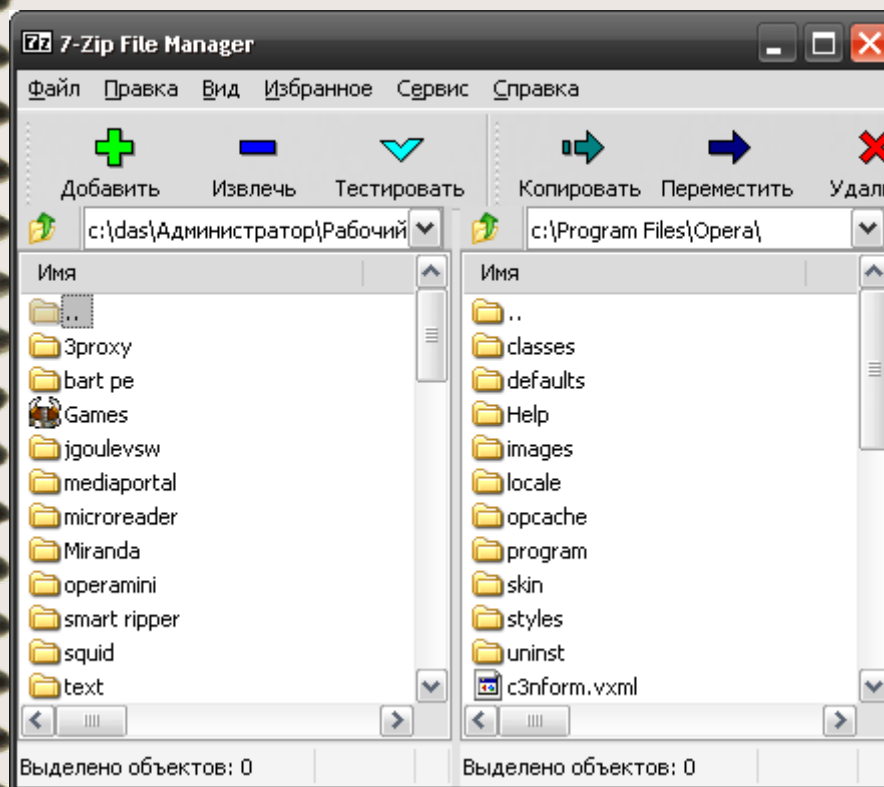 7-Zip File Manager
Файл Правка Вид Избранное Сервис Справка
Добавить Извлечь Тестировать Копировать Переместить Удал
c:\das\Администратор\Рабочий
Имя
..
3proxy
bart pe
Games
jgoulevsw
mediaportal
microreader
Miranda
operamini
smart ripper
squid
text
Выделено объектов: 0
c:\Program Files\Opera\
Имя
..
classes
defaults
Help
images
locale
opcache
program
skin
styles
uninst
c3nform.vxml
Выделено объектов: 0